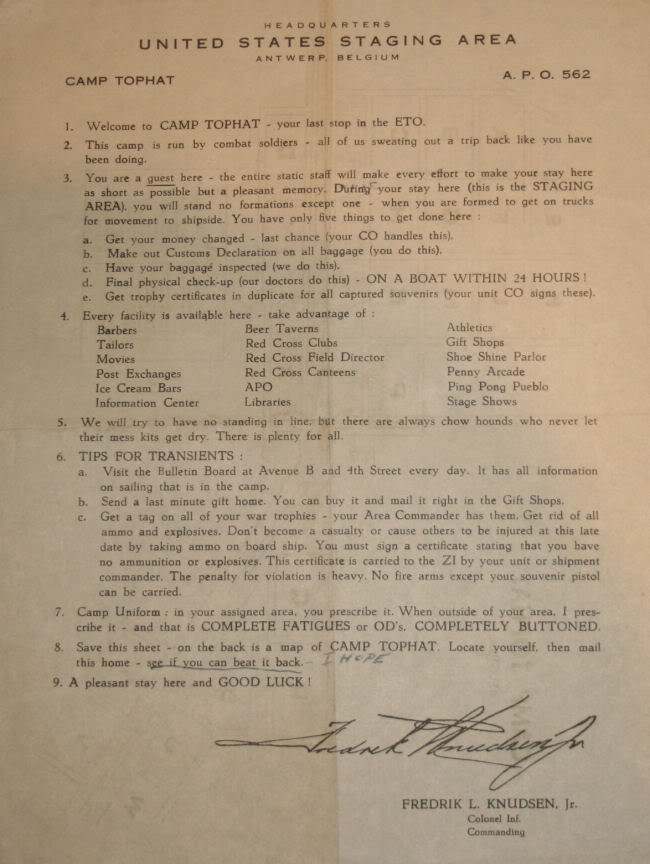 HEADQUARTERS
UNITED STATES STAGING AREA
ANTWERP, BELGIUM
CAMP TOPHAT
A. P. O. 562
1. Welcome to CAMP TOPHAT - your last stop in the ETO.
2. This camp is run by combat soldiers - all of us sweating out a trip back like you have
been doing.
3. You are a guest here - the entire static staff will make every effort to make your stay here
as short as possible but a pleasant memory. During your stay here (this is the STAGING
AREA), you will stand no formations except one - when you are formed to get on trucks
for movement to shipside. You have only five things to get done here :
a. Get your money changed - last chance (your CO handles this).
b. Make out Customs Declaration on all baggage (you do this).
c. Have your baggage inspected (we do this).
d. Final physical check-up (our doctors do this) - ON A BOAT WITHIN 24 HOURS !
e. Get trophy certificates in duplicate for all captured souvenirs (your unit CO signs these).
4. Every facility is available here - take advantage of :
Barbers Beer Taverns Athletics
Tailors Red Cross Clubs Gift Shops
Movies Red Cross Field Director Shoe Shine Parlor
Post Exchanges Red Cross Canteens Penny Arcade
Ice Cream Bars APO Ping Pong Pueblo
Information Center Libraries Stage Shows
5. We will try to have no standing in line, but there are always chow hounds who never let
their mess kits get dry. There is plenty for all.
6. TIPS FOR TRANSIENTS :
a. Visit the Bulletin Board at Avenue B and 4th Street every day. It has all information
on sailing that is in the camp.
b. Send a last minute gift home. You can buy it and mail it right in the Gift Shops.
c. Get a tag on all of your war trophies - your Area Commander has them. Get rid of all
ammo and explosives. Don't become a casualty or cause others to be injured at this late
date by taking ammo on board ship. You must sign a certificate stating that you have
no ammunition or explosives. This certificate is carried to the ZI by your unit or shipment
commander. The penalty for violation is heavy. No fire arms except your souvenir pistol
can be carried.
7. Camp Uniform : in your assigned area, you prescribe it. When outside of your area, I pres-
cribe it - and that is COMPLETE FATIGUES or OD's, COMPLETELY BUTTONED.
8. Save this sheet - on the back is a map of CAMP TOPHAT. Locate yourself, then mail
this home - see if you can beat it back. - I HOPE
9. A pleasant stay here and GOOD LUCK !
Fredrik L Knudsen Jr
FREDRIK L. KNUDSEN, Jr.
Colonel Inf.
Commanding